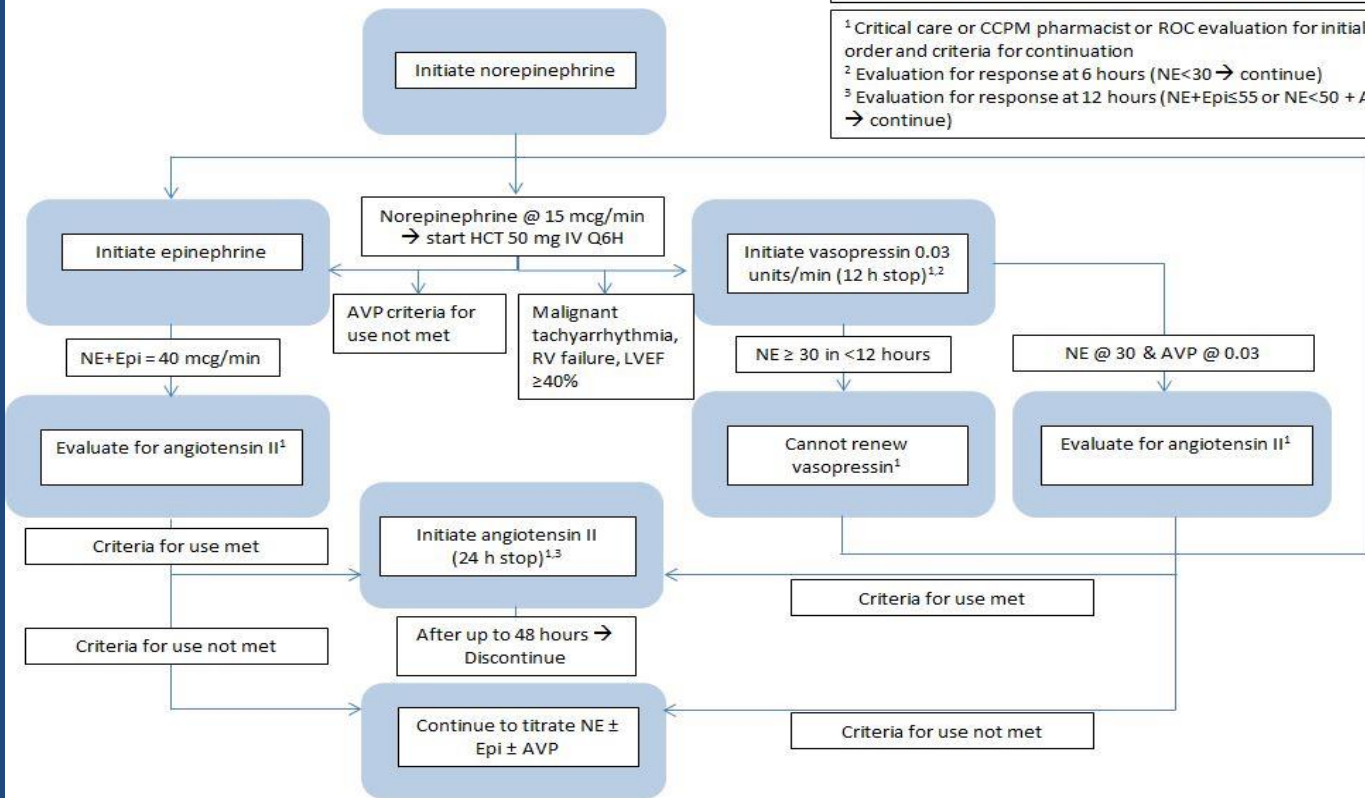 ¹ Critical care or CCPM pharmacist or ROC evaluation for initial
order and criteria for continuation
² Evaluation for response at 6 hours (NE<30 → continue)
³ Evaluation for response at 12 hours (NE+Epi≤55 or NE<50 + A
→ continue)
Initiate norepinephrine
Initiate epinephrine
Norepinephrine @ 15 mcg/min
→ start HCT 50 mg IV Q6H
Initiate vasopressin 0.03
units/min (12 h stop)¹,²
AVP criteria for
use not met
Malignant
tachyarrhythmia,
RV failure, LVEF
≥40%
NE+Epi = 40 mcg/min
NE ≥ 30 in <12 hours
NE @ 30 & AVP @ 0.03
Evaluate for angiotensin II¹
Cannot renew
vasopressin¹
Evaluate for angiotensin II¹
Criteria for use met
Initiate angiotensin II
(24 h stop)¹,³
Criteria for use met
Criteria for use not met
After up to 48 hours →
Discontinue
Continue to titrate NE ±
Epi ± AVP
Criteria for use not met